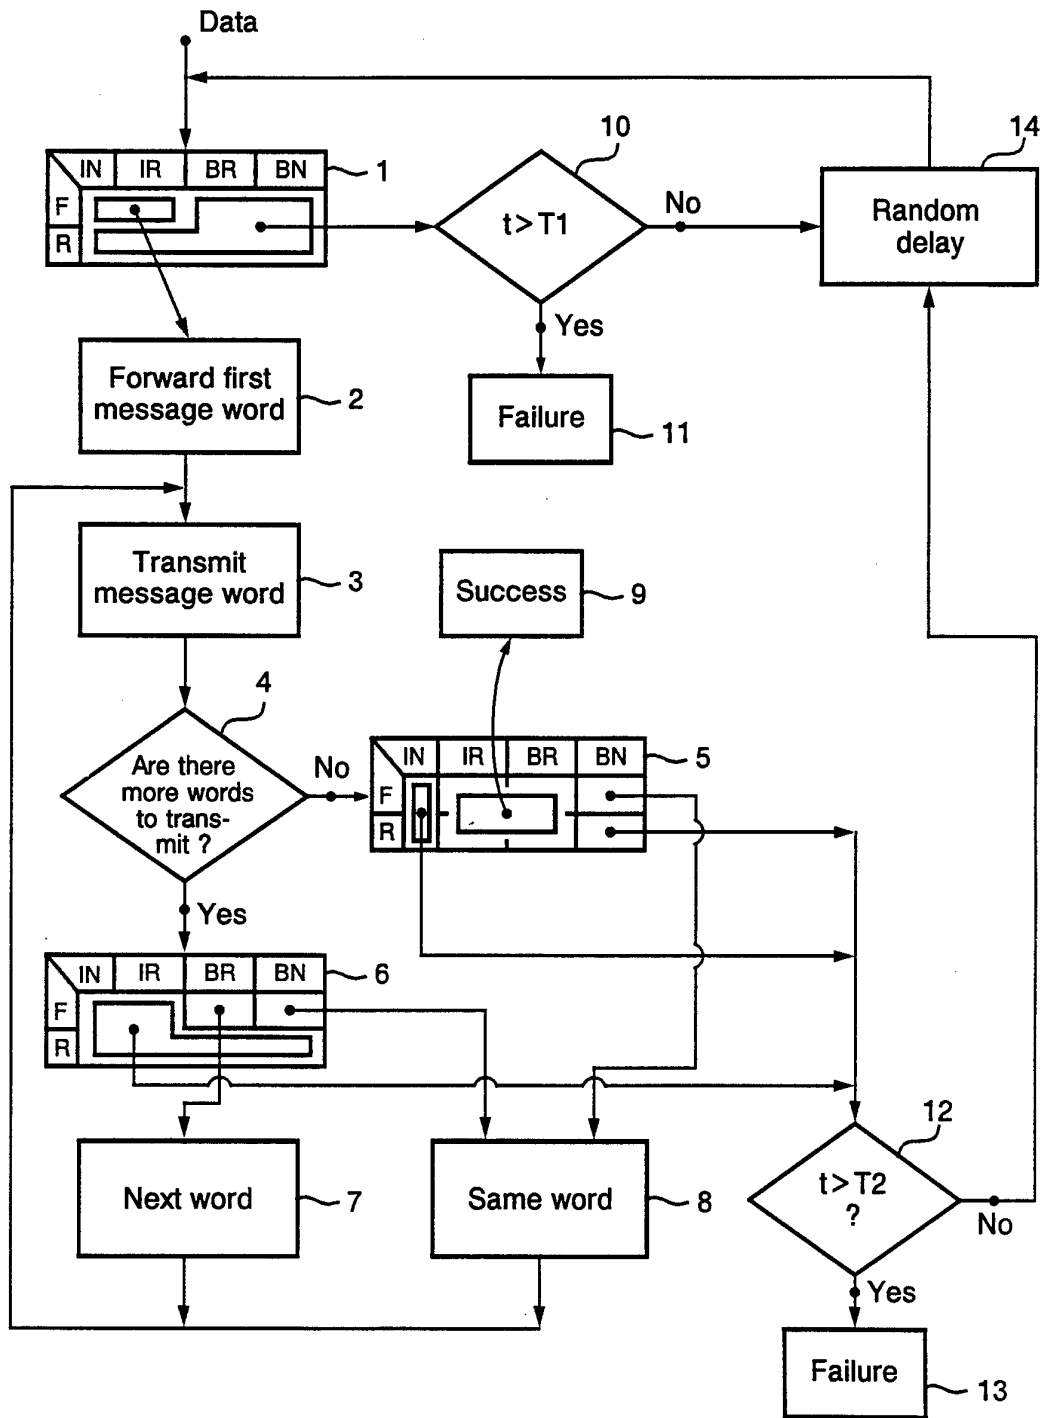 Data
IN IR BR BN
F
R
1
10
t>T1
No
14
Random
delay
Yes
Failure
11
Forward first
message word
2
Transmit
message word
3
Success
9
4
Are there
more words
to trans-
mit ?
No
IN IR BR BN
F
R
5
Yes
IN IR BR BN
F
R
6
Next word
7
Same word
8
12
t>T2
?
No
Yes
Failure
13